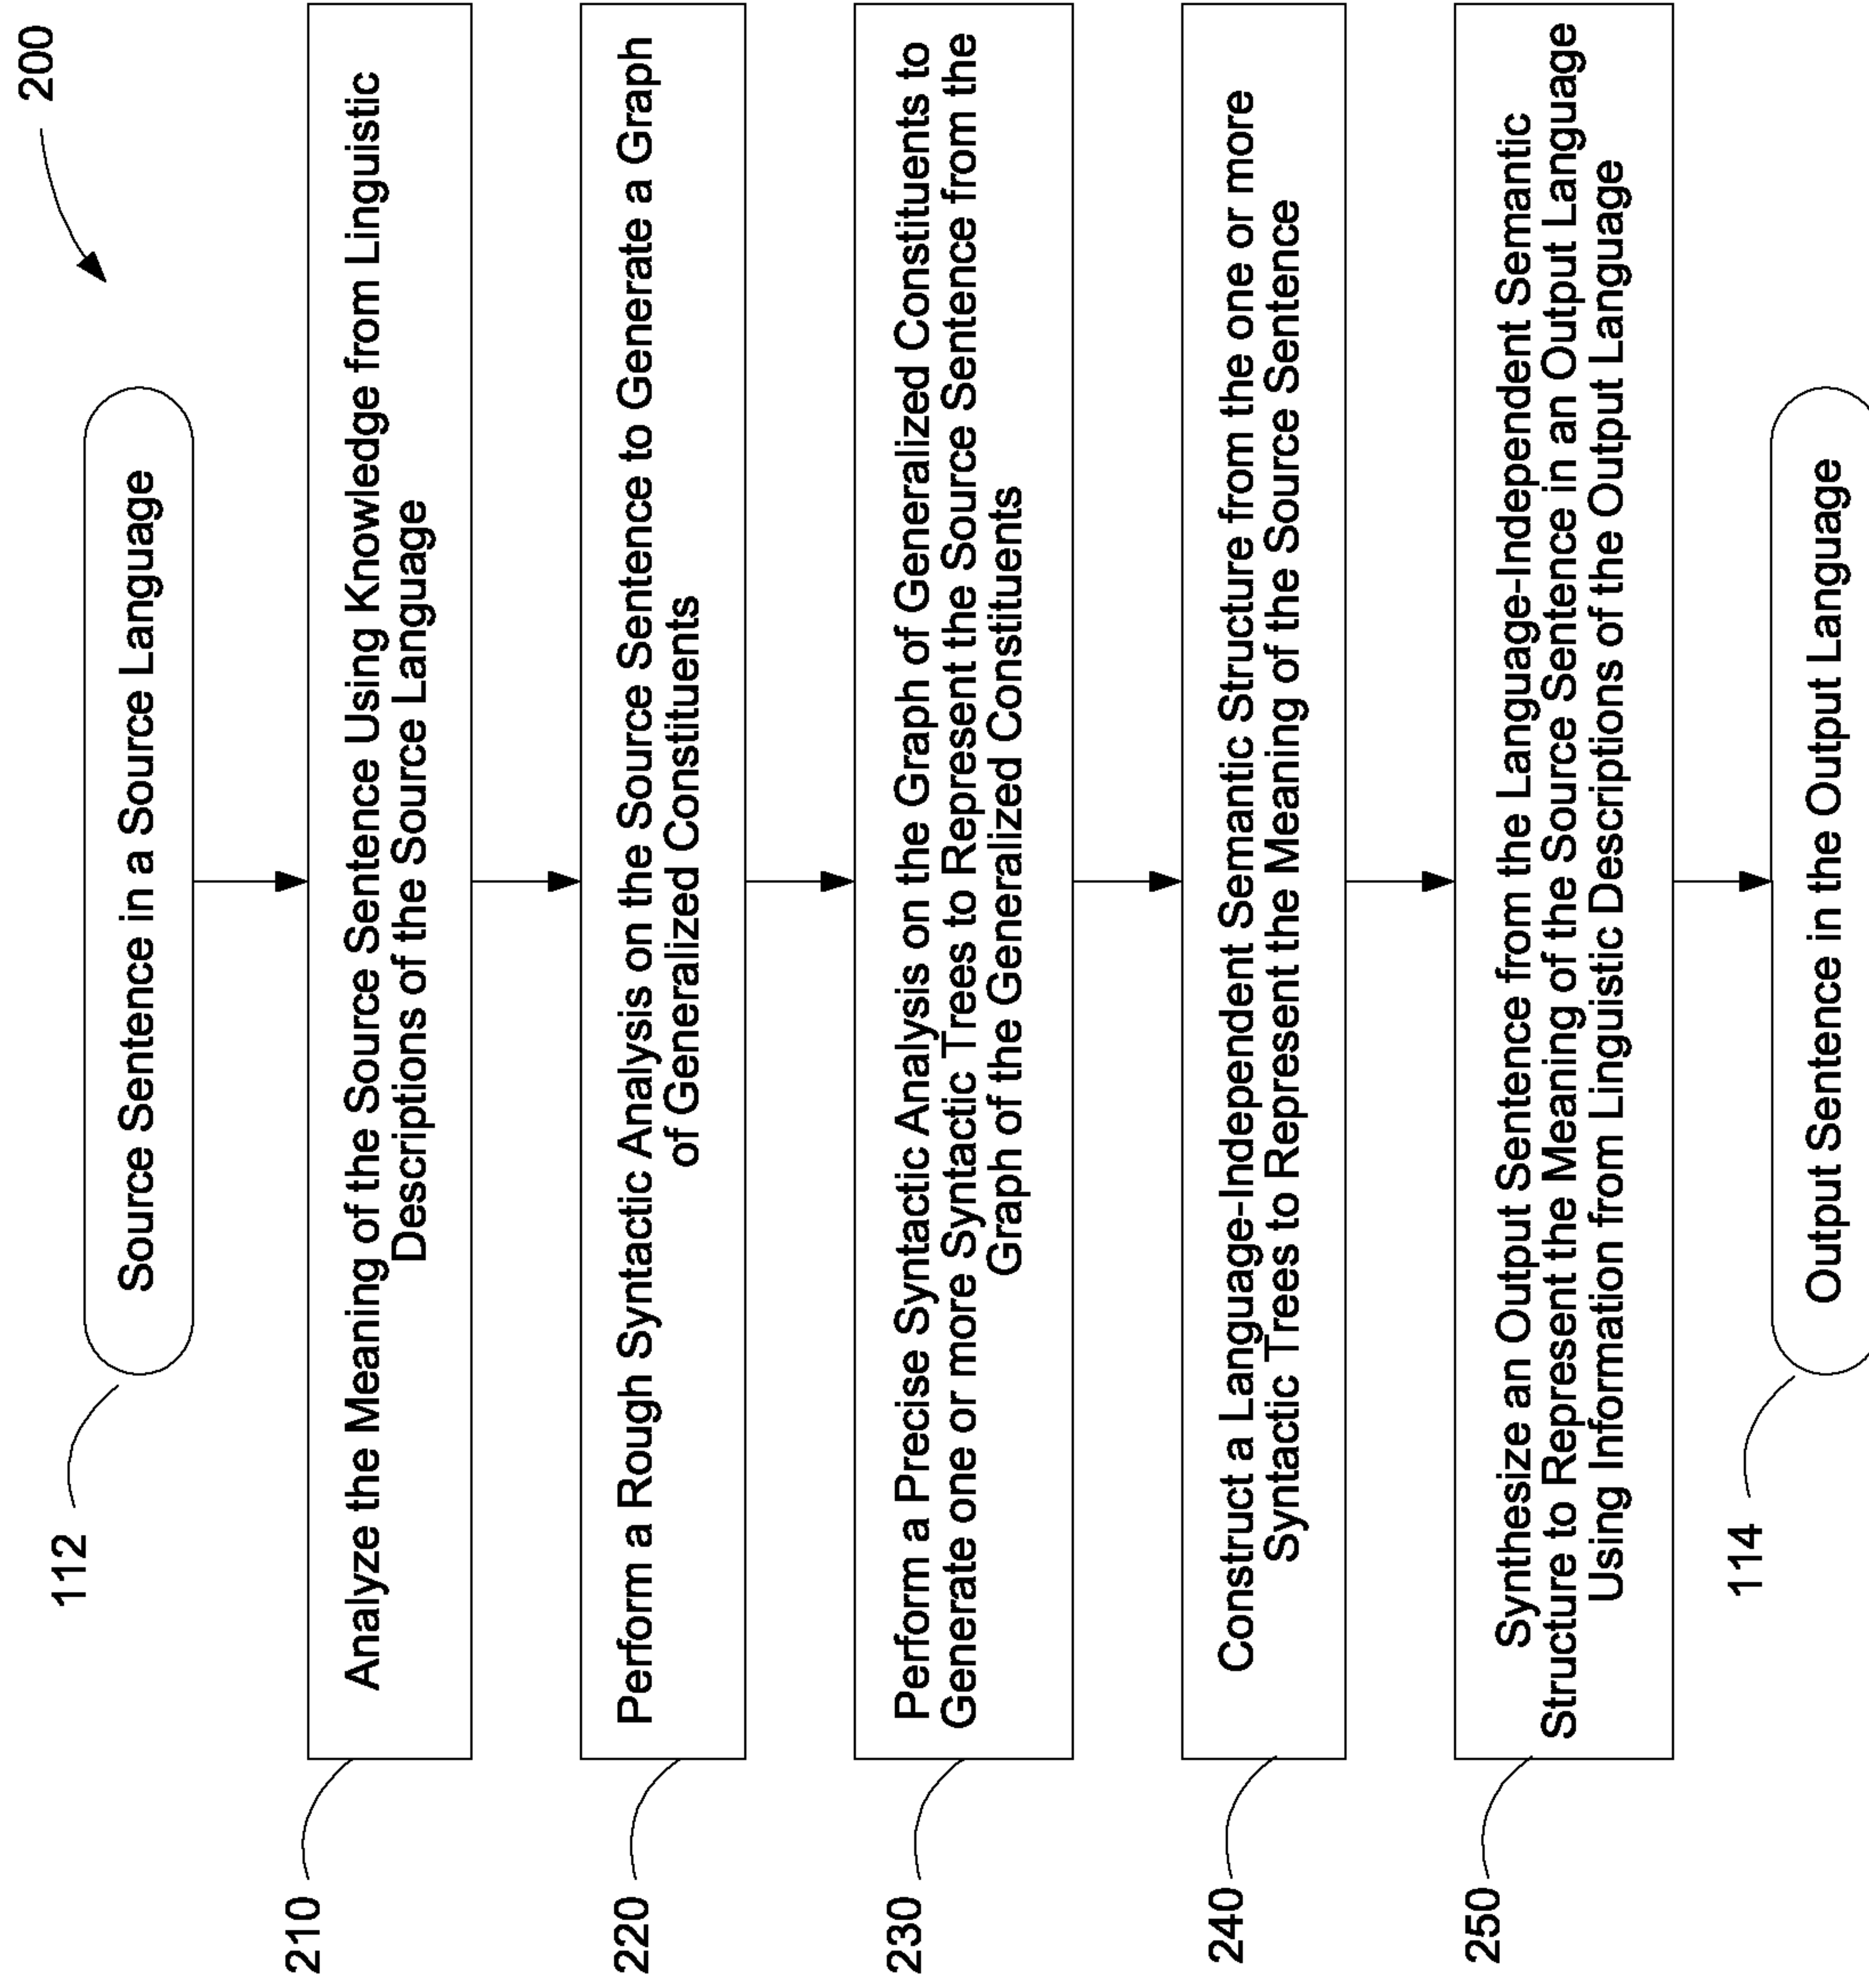 200
112
Source Sentence in a Source Language
210
Analyze the Meaning of the Source Sentence Using Knowledge from Linguistic
Descriptions of the Source Language
220
Perform a Rough Syntactic Analysis on the Source Sentence to Generate a Graph
of Generalized Constituents
230
Perform a Precise Syntactic Analysis on the Graph of Generalized Constituents to
Generate one or more Syntactic Trees to Represent the Source Sentence from the
Graph of the Generalized Constituents
240
Construct a Language-Independent Semantic Structure from the one or more
Syntactic Trees to Represent the Meaning of the Source Sentence
250
Synthesize an Output Sentence from the Language-Independent Semantic
Structure to Represent the Meaning of the Source Sentence in an Output Language
Using Information from Linguistic Descriptions of the Output Language
114
Output Sentence in the Output Language